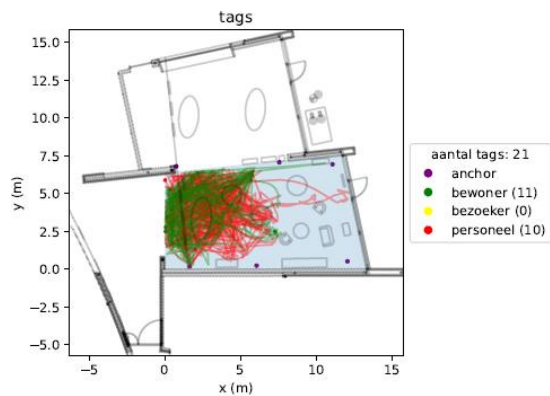 tags
15.0
12.5
10.0
7.5
5.0
2.5
0.0
-2.5
-5.0
y (m)
-5
0
5
10
15
x (m)
aantal tags: 21
anchor
bewoner (11)
bezoeker (0)
personeel (10)